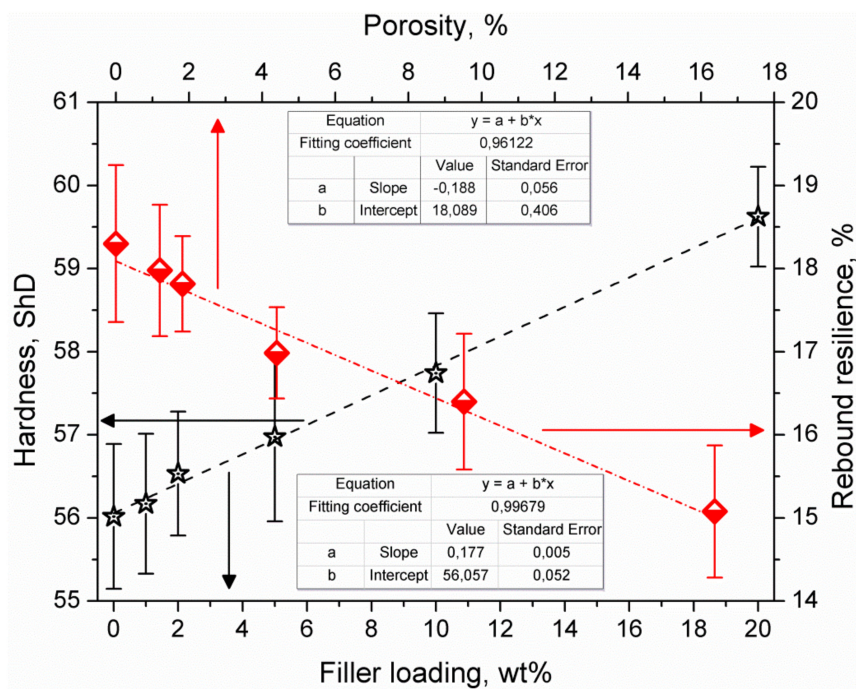 Porosity, %
0 2 4 6 8 10 12 14 16 18
61
60
59
58
57
56
55
Hardness, ShD
Equation y = a + b*x
Fitting coefficient 0,96122
Value Standard Error
a Slope -0,188 0,056
b Intercept 18,089 0,406
Equation y = a + b*x
Fitting coefficient 0,99679
Value Standard Error
a Slope 0,177 0,005
b Intercept 56,057 0,052
20
19
18
17
16
15
14
Rebound resilience, %
0 2 4 6 8 10 12 14 16 18 20
Filler loading, wt%